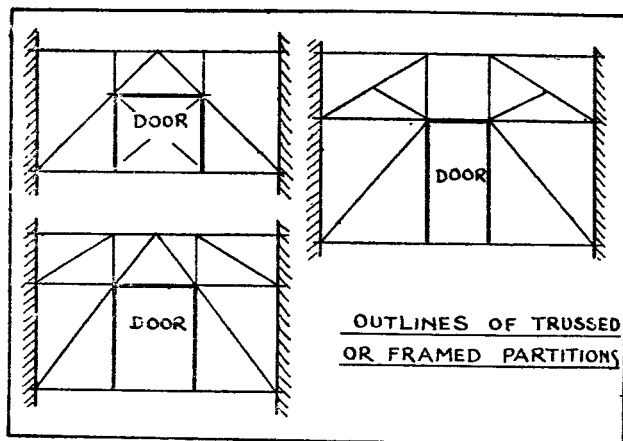 DOOR
DOOR
DOOR
OUTLINES OF TRUSSED
OR FRAMED PARTITIONS